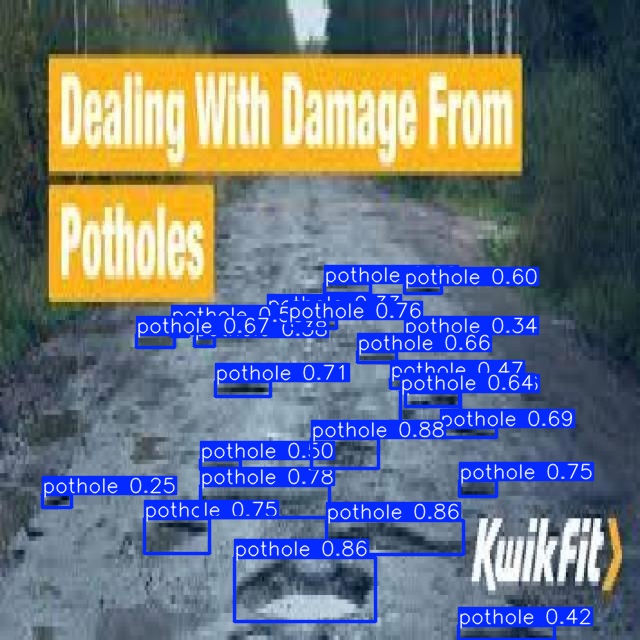 Dealing With Damage From
Potholes
pothole
pothole 0.60
pothole 0.76
pothole 0.67
pothole 0.34
pothole 0.66
pothole 0.71
pothole 0.47
pothole 0.64
pothole 0.69
pothole 0.88
pothole 0.50
pothole 0.75
pothole 0.78
pothole 0.25
pothole 0.75
pothole 0.86
KwikFit
pothole 0.86
pothole 0.42